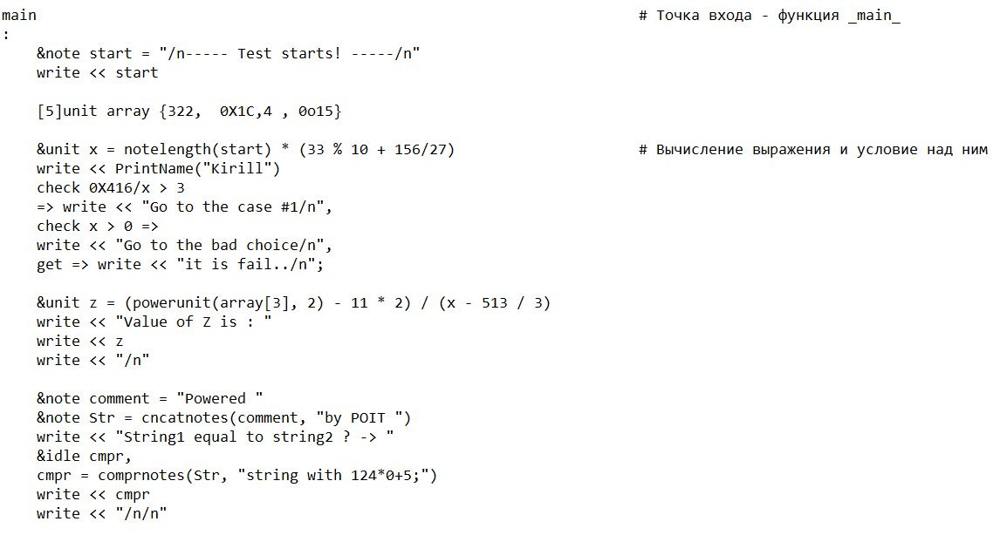 main # Точка входа - функция _main_
:
&note start = "/n----- Test starts! -----/n"
write << start
[5]unit array {322,  0X1C,4 , 0o15}
&unit x = notelength(start) * (33 % 10 + 156/27) # Вычисление выражения и условие над ним
write << PrintName("Kirill")
check 0X416/x > 3
=> write << "Go to the case #1/n",
check x > 0 =>
write << "Go to the bad choice/n",
get => write << "it is fail../n";
&unit z = (powerunit(array[3], 2) - 11 * 2) / (x - 513 / 3)
write << "Value of Z is : "
write << z
write << "/n"
&note comment = "Powered "
&note Str = cncatnotes(comment, "by POIT ")
write << "String1 equal to string2 ? -> "
&idle cmpr,
cmpr = comprnotes(Str, "string with 124*0+5;")
write << cmpr
write << "/n/n"